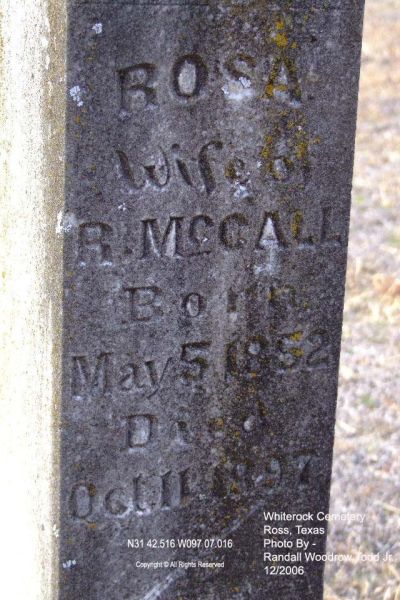 ROSA
Wife of
R. McCALL
Born
May 5 1852
Died
Oct. 11 1897
Whiterock Cemetery
Ross, Texas
Photo By -
Randall Woodrow Todd Jr.
12/2006
N31 42.516 W097 07.016
Copyright © All Rights Reserved